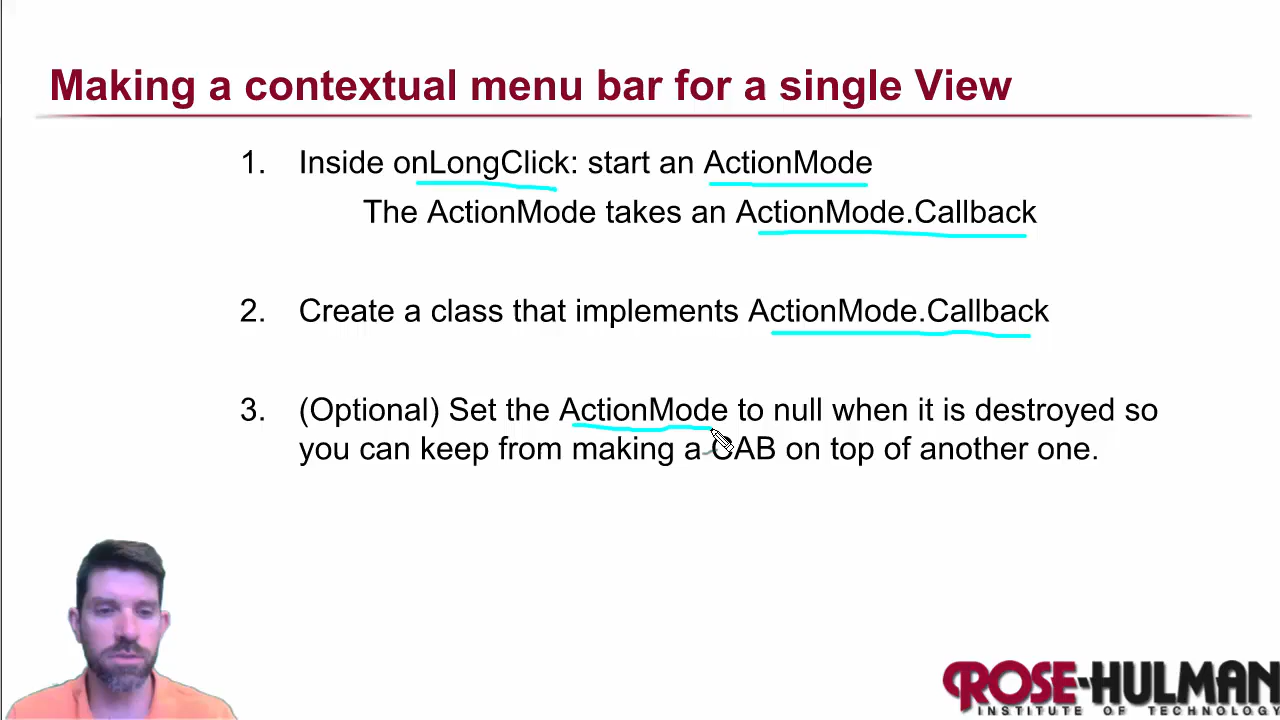 Making a contextual menu bar for a single View
1. Inside onLongClick: start an ActionMode
The ActionMode takes an ActionMode.Callback
2. Create a class that implements ActionMode.Callback
3. (Optional) Set the ActionMode to null when it is destroyed so
you can keep from making a CAB on top of another one.
ROSE-HULMAN
INSTITUTE OF TECHNOLOGY